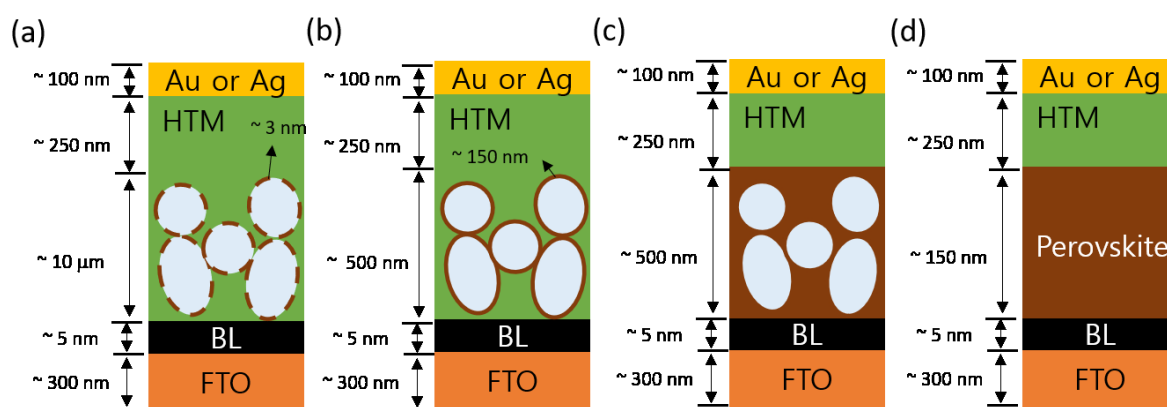 (a)
~ 100 nm
Au or Ag
HTM
~ 3 nm
~ 250 nm
~ 10 μm
~ 5 nm
BL
~ 300 nm
FTO
(b)
~ 100 nm
Au or Ag
HTM
~ 150 nm
~ 250 nm
~ 500 nm
~ 5 nm
BL
~ 300 nm
FTO
(c)
~ 100 nm
Au or Ag
HTM
~ 250 nm
~ 500 nm
~ 5 nm
BL
~ 300 nm
FTO
(d)
~ 100 nm
Au or Ag
HTM
~ 250 nm
~ 150 nm
Perovskite
~ 5 nm
BL
~ 300 nm
FTO